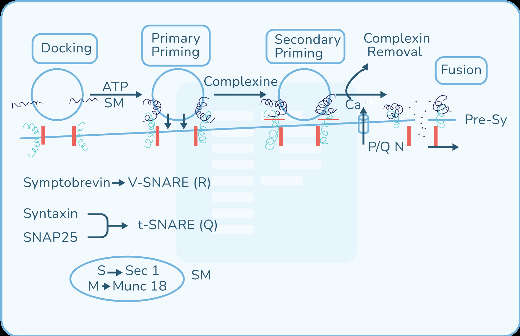 Docking
Primary
Priming
Secondary
Priming
Complexin
Removal
Fusion
ATP
SM
Complexine
Ca
Pre-Sy
P/Q N
Symptobrevin → V-SNARE (R)
Syntaxin
SNAP25
t-SNARE (Q)
S → Sec 1
M → Munc 18
SM